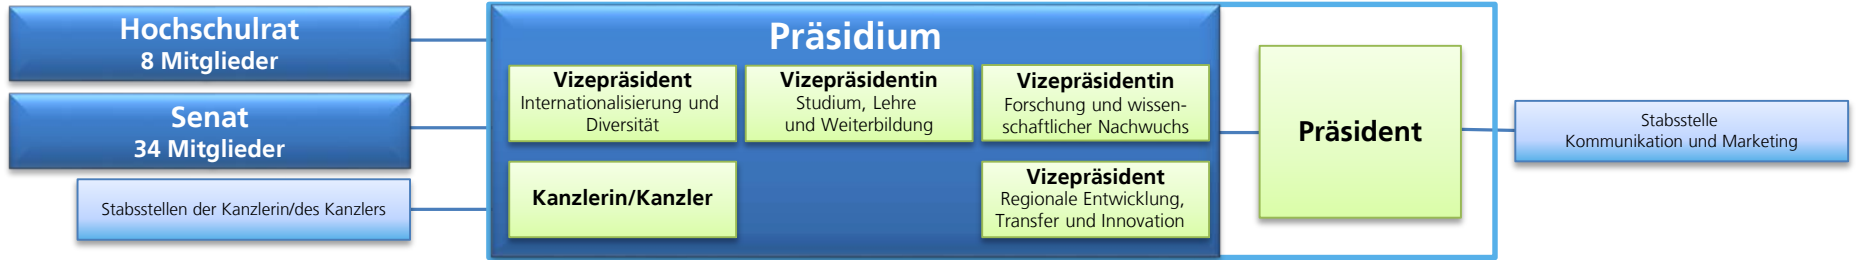 Hochschulrat
8 Mitglieder
Senat
34 Mitglieder
Stabsstellen der Kanzlerin/des Kanzlers
Präsidium
Vizepräsident
Internationalisierung und
Diversität
Vizepräsidentin
Studium, Lehre
und Weiterbildung
Vizepräsidentin
Forschung und wissen-
schaftlicher Nachwuchs
Kanzlerin/Kanzler
Vizepräsident
Regionale Entwicklung,
Transfer und Innovation
Präsident
Stabsstelle
Kommunikation und Marketing